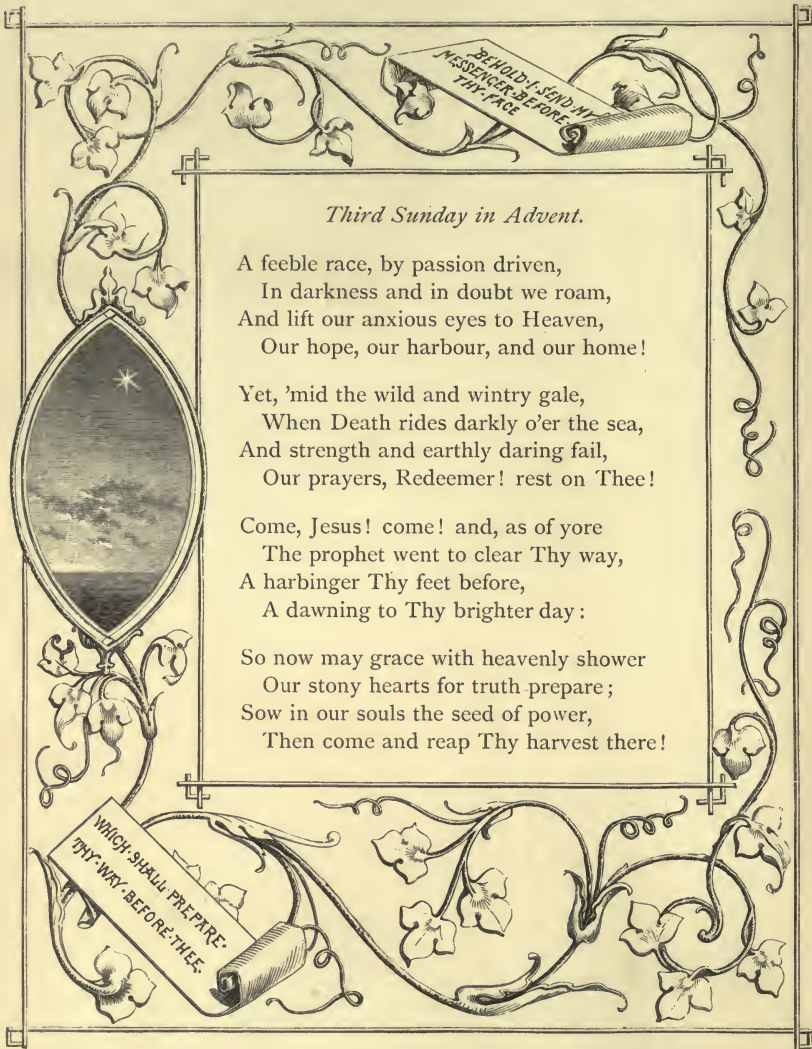 BEHOLD·I·SEND·MY
MESSENGER·BEFORE·
THY·FACE
Third Sunday in Advent.
A feeble race, by passion driven,
In darkness and in doubt we roam,
And lift our anxious eyes to Heaven,
Our hope, our harbour, and our home!
Yet, ’mid the wild and wintry gale,
When Death rides darkly o’er the sea,
And strength and earthly daring fail,
Our prayers, Redeemer! rest on Thee!
Come, Jesus! come! and, as of yore
The prophet went to clear Thy way,
A harbinger Thy feet before,
A dawning to Thy brighter day:
So now may grace with heavenly shower
Our stony hearts for truth prepare;
Sow in our souls the seed of power,
Then come and reap Thy harvest there!
WHICH·SHALL·PREPARE·
THY·WAY·BEFORE·THEE.